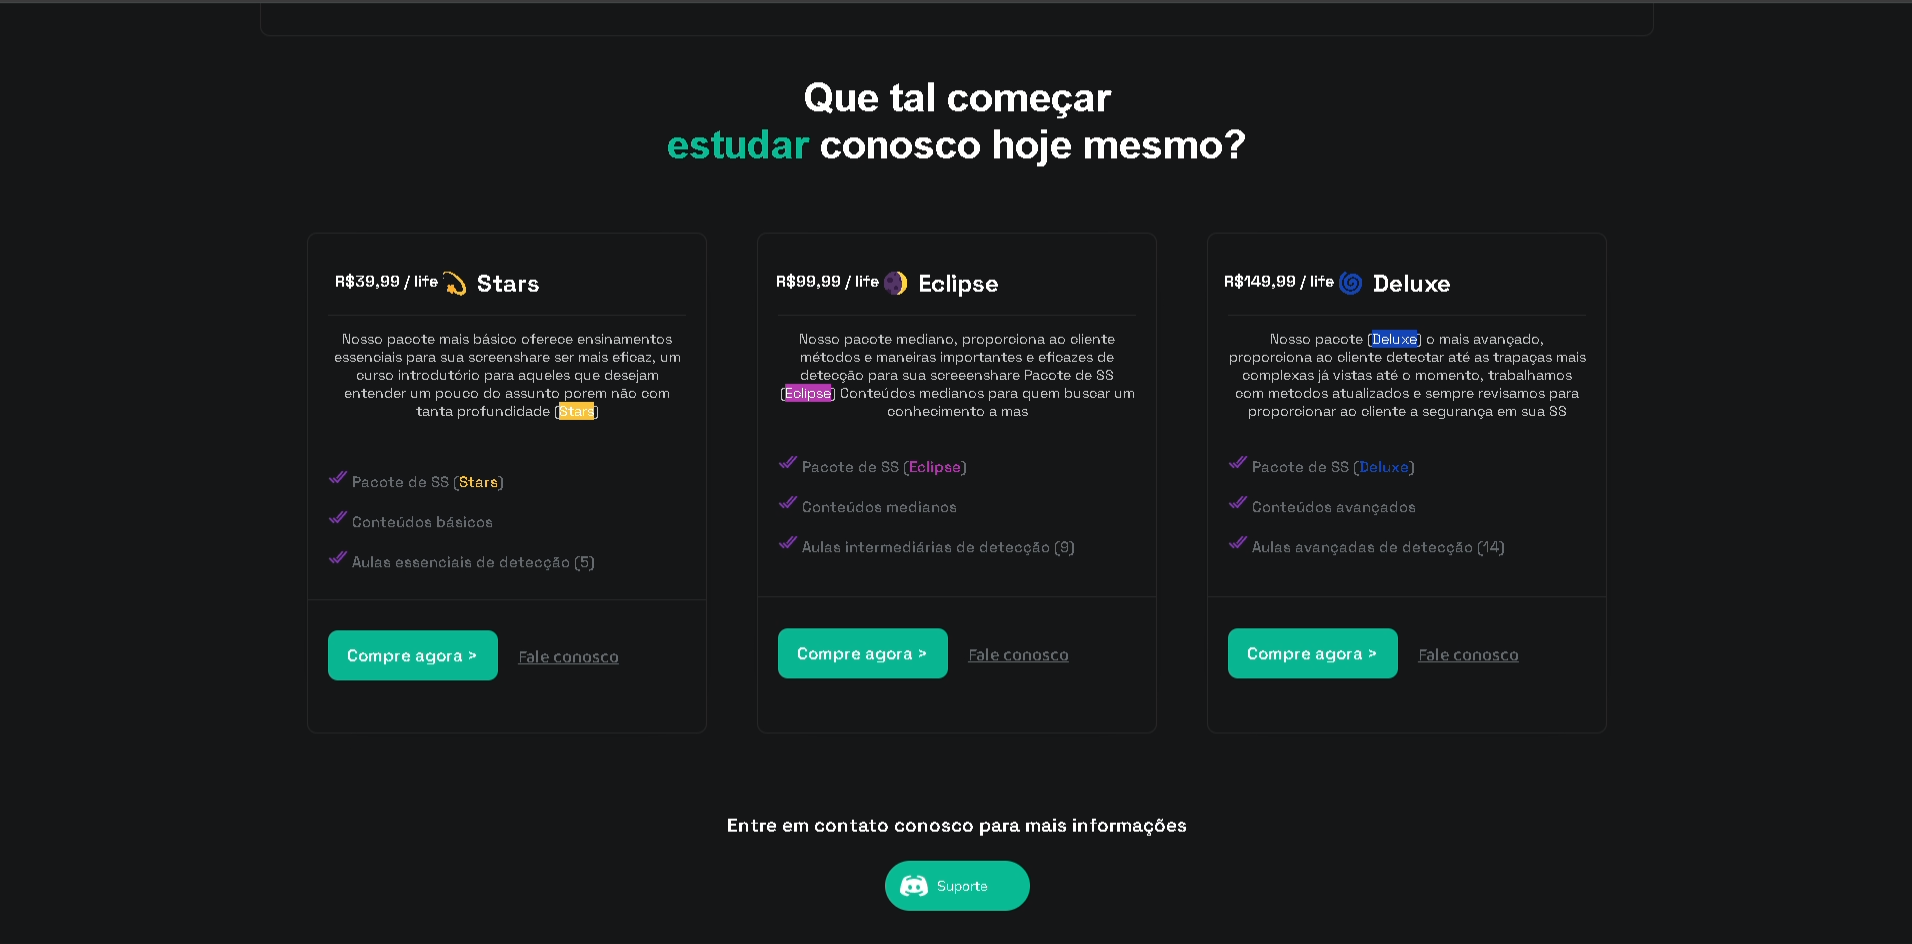 Que tal começar
estudar conosco hoje mesmo?
R$39,99 / life Stars
Nosso pacote mais básico oferece ensinamentos
essenciais para sua screenshare ser mais eficaz, um
curso introdutório para aqueles que desejam
entender um pouco do assunto porem não com
tanta profundidade (Stars)
Pacote de SS (Stars)
Conteúdos básicos
Aulas essenciais de detecção (5)
Compre agora > Fale conosco
R$99,99 / life Eclipse
Nosso pacote mediano, proporciona ao cliente
métodos e maneiras importantes e eficazes de
detecção para sua screeenshare Pacote de SS
(Eclipse) Conteúdos medianos para quem buscar um
conhecimento a mas
Pacote de SS (Eclipse)
Conteúdos medianos
Aulas intermediárias de detecção (9)
Compre agora > Fale conosco
R$149,99 / life Deluxe
Nosso pacote (Deluxe) o mais avançado,
proporciona ao cliente detectar até as trapaças mais
complexas já vistas até o momento, trabalhamos
com metodos atualizados e sempre revisamos para
proporcionar ao cliente a segurança em sua SS
Pacote de SS (Deluxe)
Conteúdos avançados
Aulas avançadas de detecção (14)
Compre agora > Fale conosco
Entre em contato conosco para mais informações
Suporte